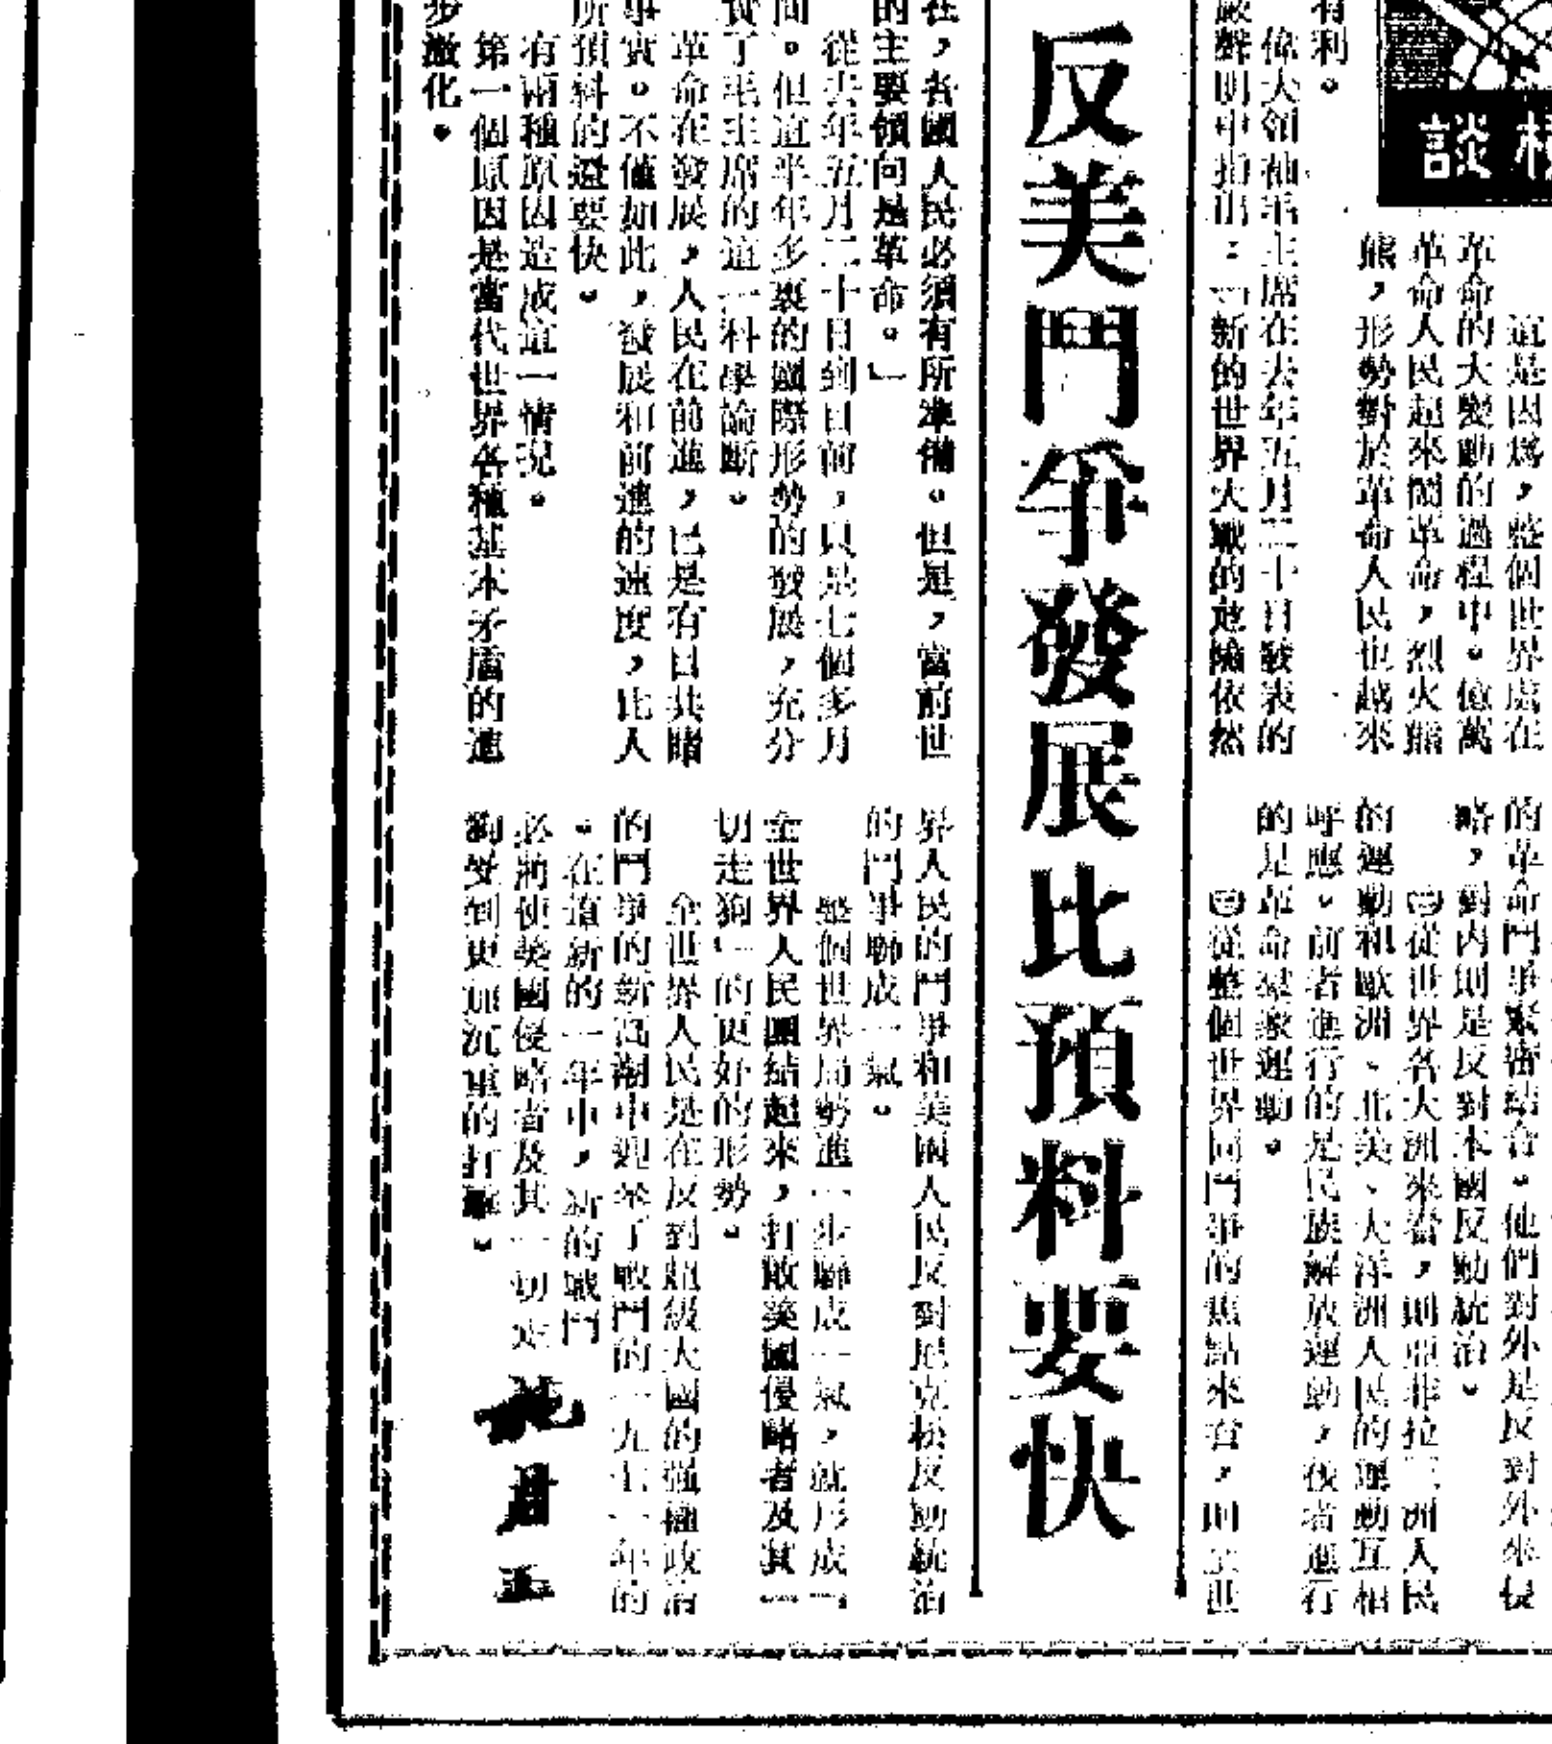 談
有利。
反美鬥爭發展比預料要快
這是因爲,整個世界處在
革命的大變動的過程中。億萬
革命人民起來鬧革命,烈火熊
熊,形勢對於革命人民也越來
偉大領袖毛主席在去年五月二十日發表的
嚴聲明中指出:「新的世界大戰的危險依然
在,各國人民必須有所準備。但是,當前世
的主要傾向是革命。」
從去年五月二十日到目前,只是七個多月
間。但這半年多裏的國際形勢的發展,充分
實了毛主席的這一科學論斷。
革命在發展,人民在前進,已是有目共睹
事實。不僅如此,發展和前進的速度,比人
所預料的還要快。
有兩種原因造成這一情況。
第一個原因是當代世界各種基本矛盾的進
步激化。
的革命鬥爭緊密結合。他們對外是反對外來侵
略,對內則是反對本國反動統治。
㈡從世界各大洲來看,則亞非拉三洲人民
的運動和歐洲、北美、大洋洲人民的運動互相
呼應。前者進行的是民族解放運動,後者進行
的是革命羣衆運動。
㈢從整個世界同鬥爭的焦點來看,則全世
界人民的鬥爭和美國人民反對尼克松反動統治
的鬥爭聯成一氣。
整個世界局勢進一步聯成一氣,就形成「
全世界人民團結起來,打敗美國侵略者及其一
切走狗」的更好的形勢。
全世界人民是在反對超級大國的強權政治
的鬥爭的新高潮中迎來了戰鬥的一九七一年的
。在這新的一年中,新的戰鬥
必將使美國侵略者及其一切走
狗受到更加沉重的打擊。